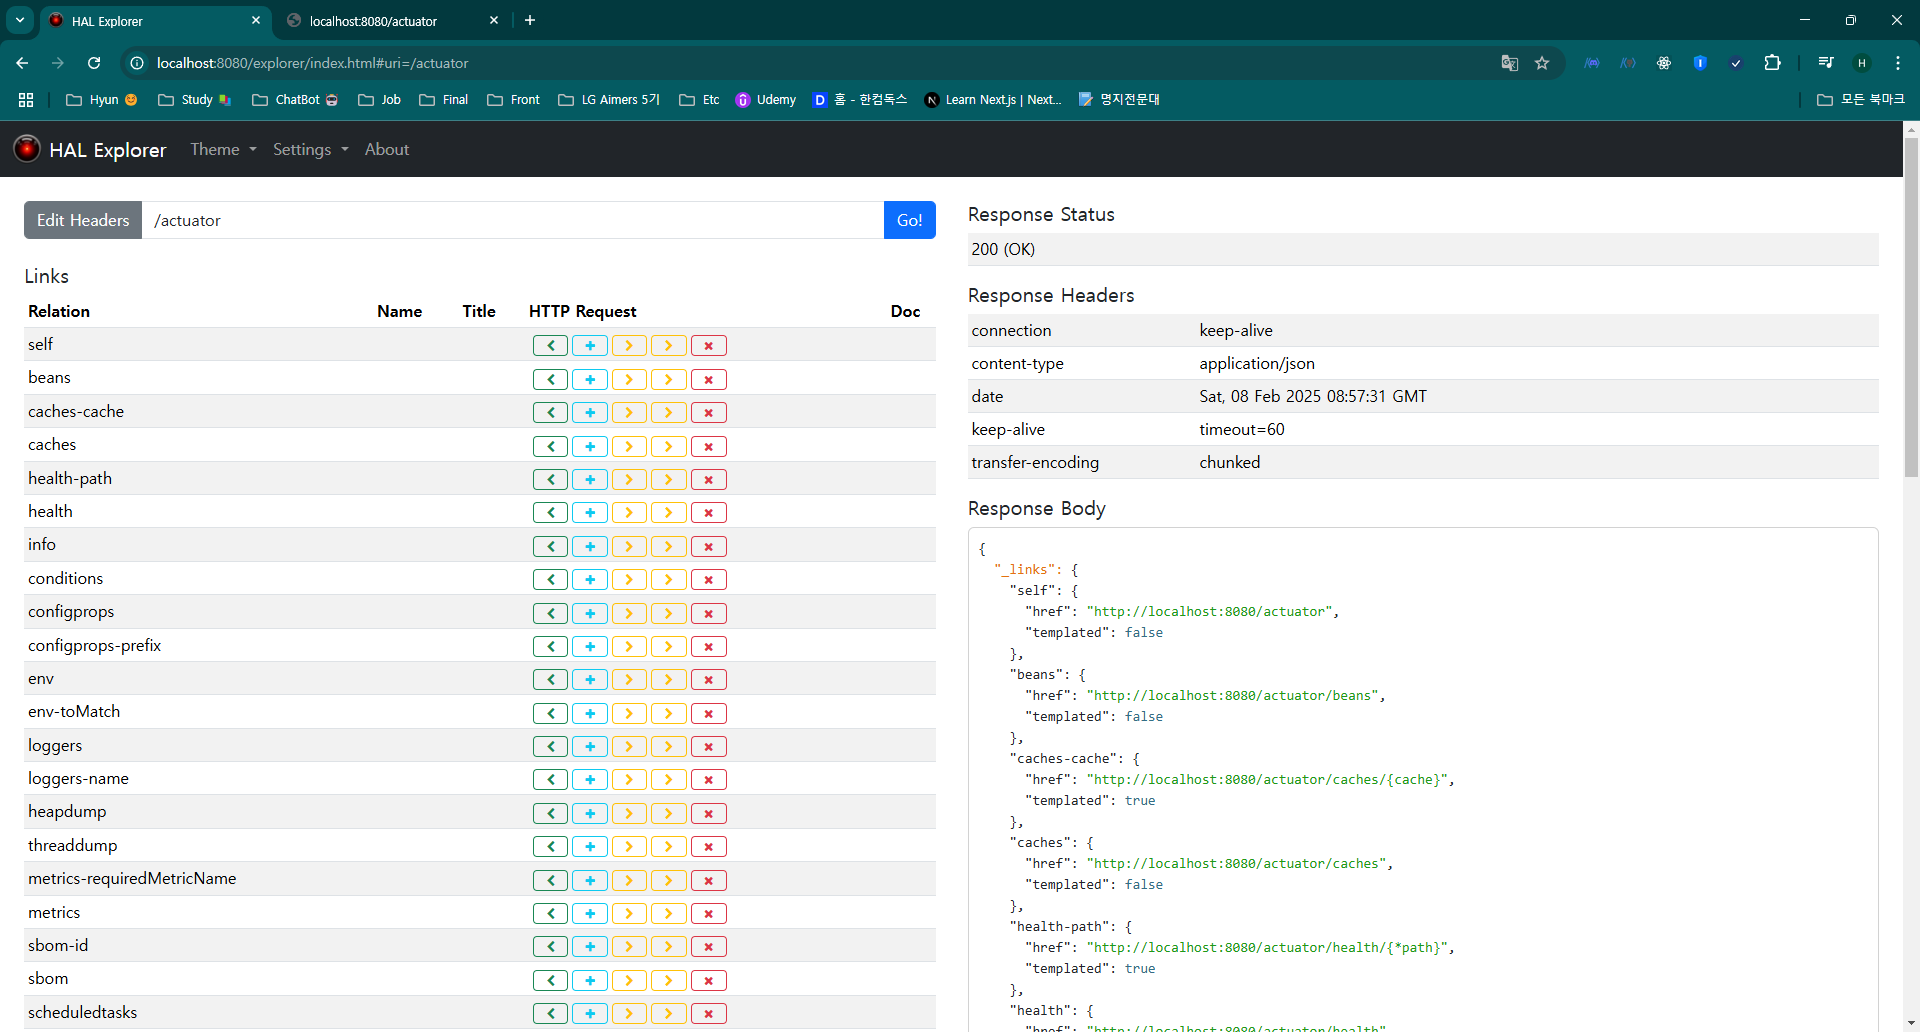 HAL Explorer
localhost:8080/actuator
localhost:8080/explorer/index.html#uri=/actuator
H
Hyun
Study
ChatBot
Job
Final
Front
LG Aimers 5기
Etc
Udemy
D 홈 - 한컴독스
N Learn Next.js | Next...
명지전문대
모든 북마크
HAL Explorer Theme Settings About
Edit Headers /actuator Go!
Links
Relation Name Title HTTP Request Doc
self
beans
caches-cache
caches
health-path
health
info
conditions
configprops
configprops-prefix
env
env-toMatch
loggers
loggers-name
heapdump
threaddump
metrics-requiredMetricName
metrics
sbom-id
sbom
scheduledtasks
Response Status
200 (OK)
Response Headers
connection keep-alive
content-type application/json
date Sat, 08 Feb 2025 08:57:31 GMT
keep-alive timeout=60
transfer-encoding chunked
Response Body
{
"_links": {
"self": {
"href": "http://localhost:8080/actuator",
"templated": false
},
"beans": {
"href": "http://localhost:8080/actuator/beans",
"templated": false
},
"caches-cache": {
"href": "http://localhost:8080/actuator/caches/{cache}",
"templated": true
},
"caches": {
"href": "http://localhost:8080/actuator/caches",
"templated": false
},
"health-path": {
"href": "http://localhost:8080/actuator/health/{*path}",
"templated": true
},
"health": {
"href": "http://localhost:8080/actuator/health"